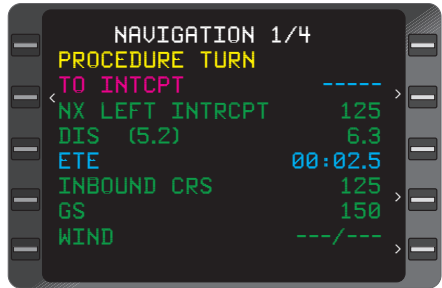 NAVIGATION 1/4
PROCEDURE TURN
TO INTCPT -----
NX LEFT INTRCPT 125
DIS (5.2) 6.3
ETE 00:02.5
INBOUND CRS 125
GS 150
WIND ---/---